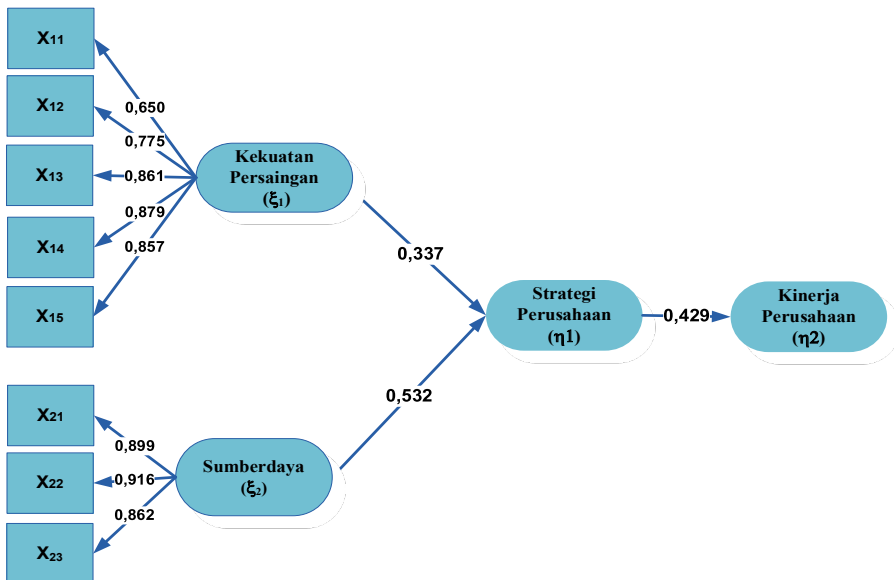 X11
X12
X13
X14
X15
0,650
0,775
0,861
0,879
0,857
Kekuatan
Persaingan
(ξ1)
0,337
Strategi
Perusahaan
(η1)
0,429
Kinerja
Perusahaan
(η2)
0,532
X21
X22
X23
0,899
0,916
0,862
Sumberdaya
(ξ2)